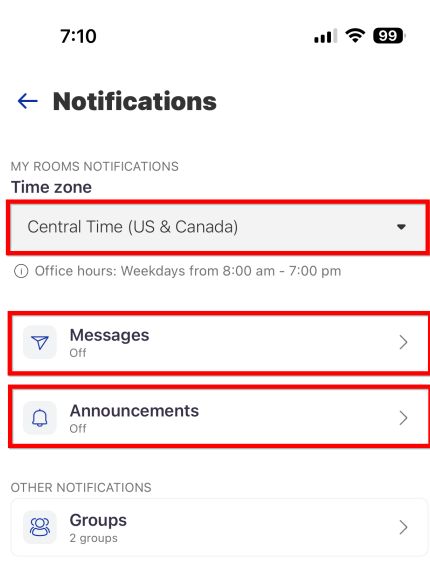 7:10
99
Notifications
MY ROOMS NOTIFICATIONS
Time zone
Central Time (US & Canada)
Office hours: Weekdays from 8:00 am - 7:00 pm
Messages
Off
Announcements
Off
OTHER NOTIFICATIONS
Groups
2 groups